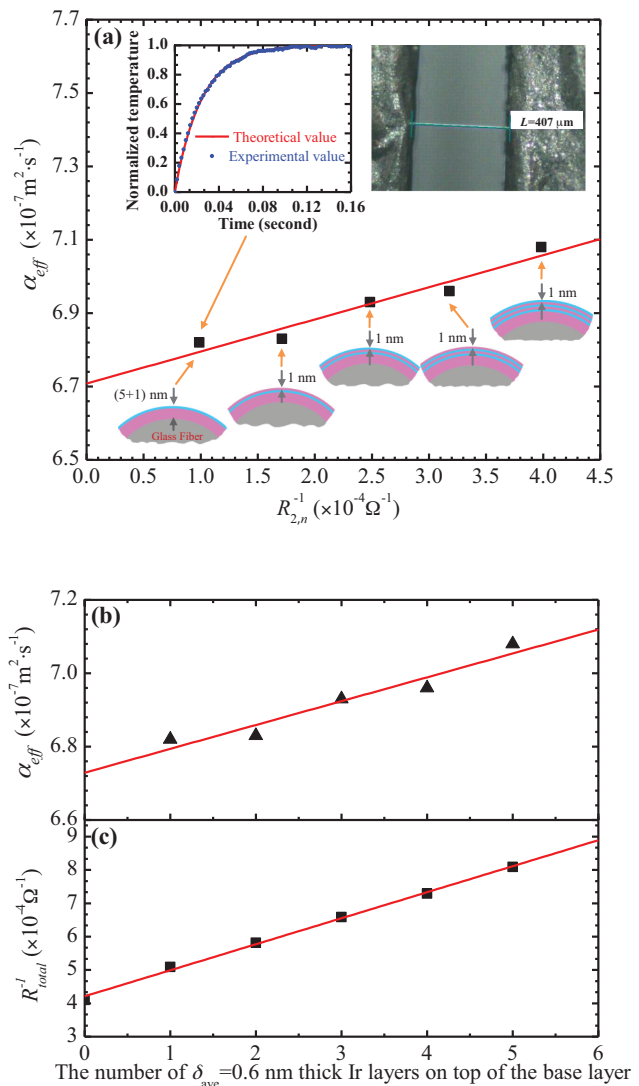 (a)
7.7
7.5
7.3
7.1
6.9
6.7
6.5
α_eff (×10⁻⁷m²·s⁻¹)
Normalized temperature
1.0
0.8
0.6
0.4
0.2
0.0
Theoretical value
Experimental value
0.00 0.04 0.08 0.12 0.16
Time (second)
L=407 μm
(5+1) nm
Glass Fiber
1 nm
1 nm
1 nm
1 nm
0.0 0.5 1.0 1.5 2.0 2.5 3.0 3.5 4.0 4.5
R⁻¹_2,n (×10⁻⁴Ω⁻¹)
(b)
7.2
7.0
6.8
6.6
α_eff (×10⁻⁷m²·s⁻¹)
(c)
9
8
7
6
5
4
3
R⁻¹_total (×10⁻⁴Ω⁻¹)
0 1 2 3 4 5 6
The number of δ_ave=0.6 nm thick Ir layers on top of the base layer